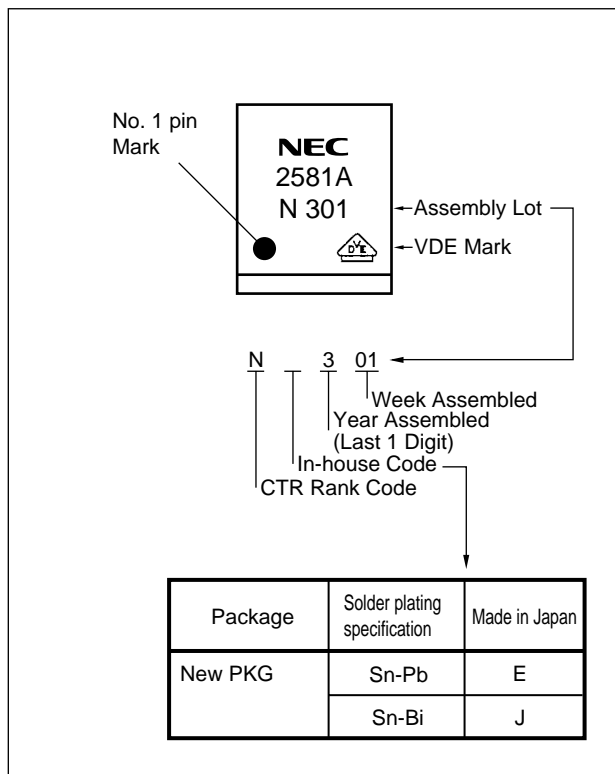 No. 1 pin
Mark
NEC
2581A
N 301
Assembly Lot
VDE Mark
DVE
N 3 01
Week Assembled
Year Assembled
(Last 1 Digit)
In-house Code
CTR Rank Code
Package Solder plating specification Made in Japan
New PKG Sn-Pb E
Sn-Bi J